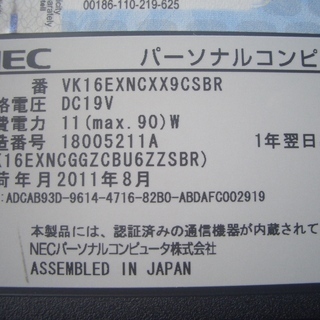 00186-110-219-625
NEC パーソナルコンピ
番 VK16EXNCXX9CSBR
格電圧 DC19V
費電力 11(max.90)W
造番号 18005211A 1年翌日
K16EXNCGGZCBU6ZZSBR)
荷年月2011年8月
:ADCAB93D-9614-4716-82B0-ABDAFC002919
本製品には、認証済みの通信機器が内蔵されて
NECパーソナルコンピュータ株式会社
ASSEMBLED IN JAPAN